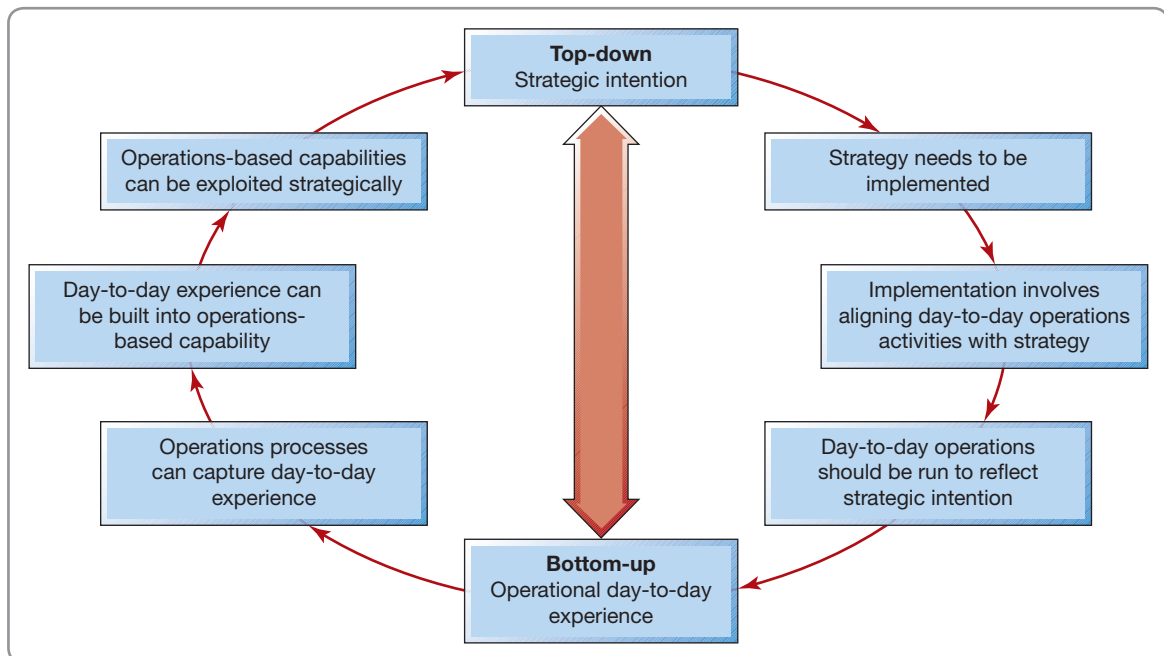 Top-down
Strategic intention
Strategy needs to be
implemented
Implementation involves
aligning day-to-day operations
activities with strategy
Day-to-day operations
should be run to reflect
strategic intention
Bottom-up
Operational day-to-day
experience
Operations processes
can capture day-to-day
experience
Day-to-day experience can
be built into operations-
based capability
Operations-based capabilities
can be exploited strategically